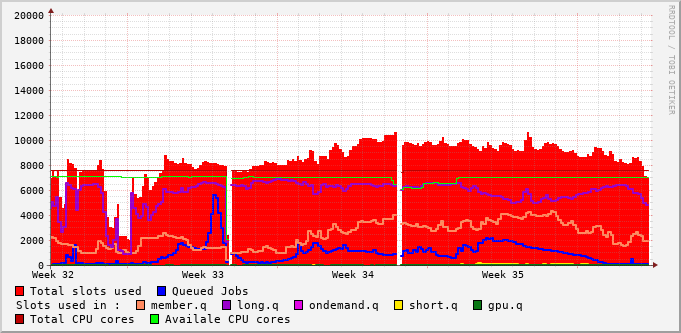 20000
18000
16000
14000
12000
10000
8000
6000
4000
2000
0
Week 32 Week 33 Week 34 Week 35
Total slots used Queued Jobs
Slots used in : member.q long.q ondemand.q short.q gpu.q
Total CPU cores Availale CPU cores
RRDTOOL / TOBI OETIKER